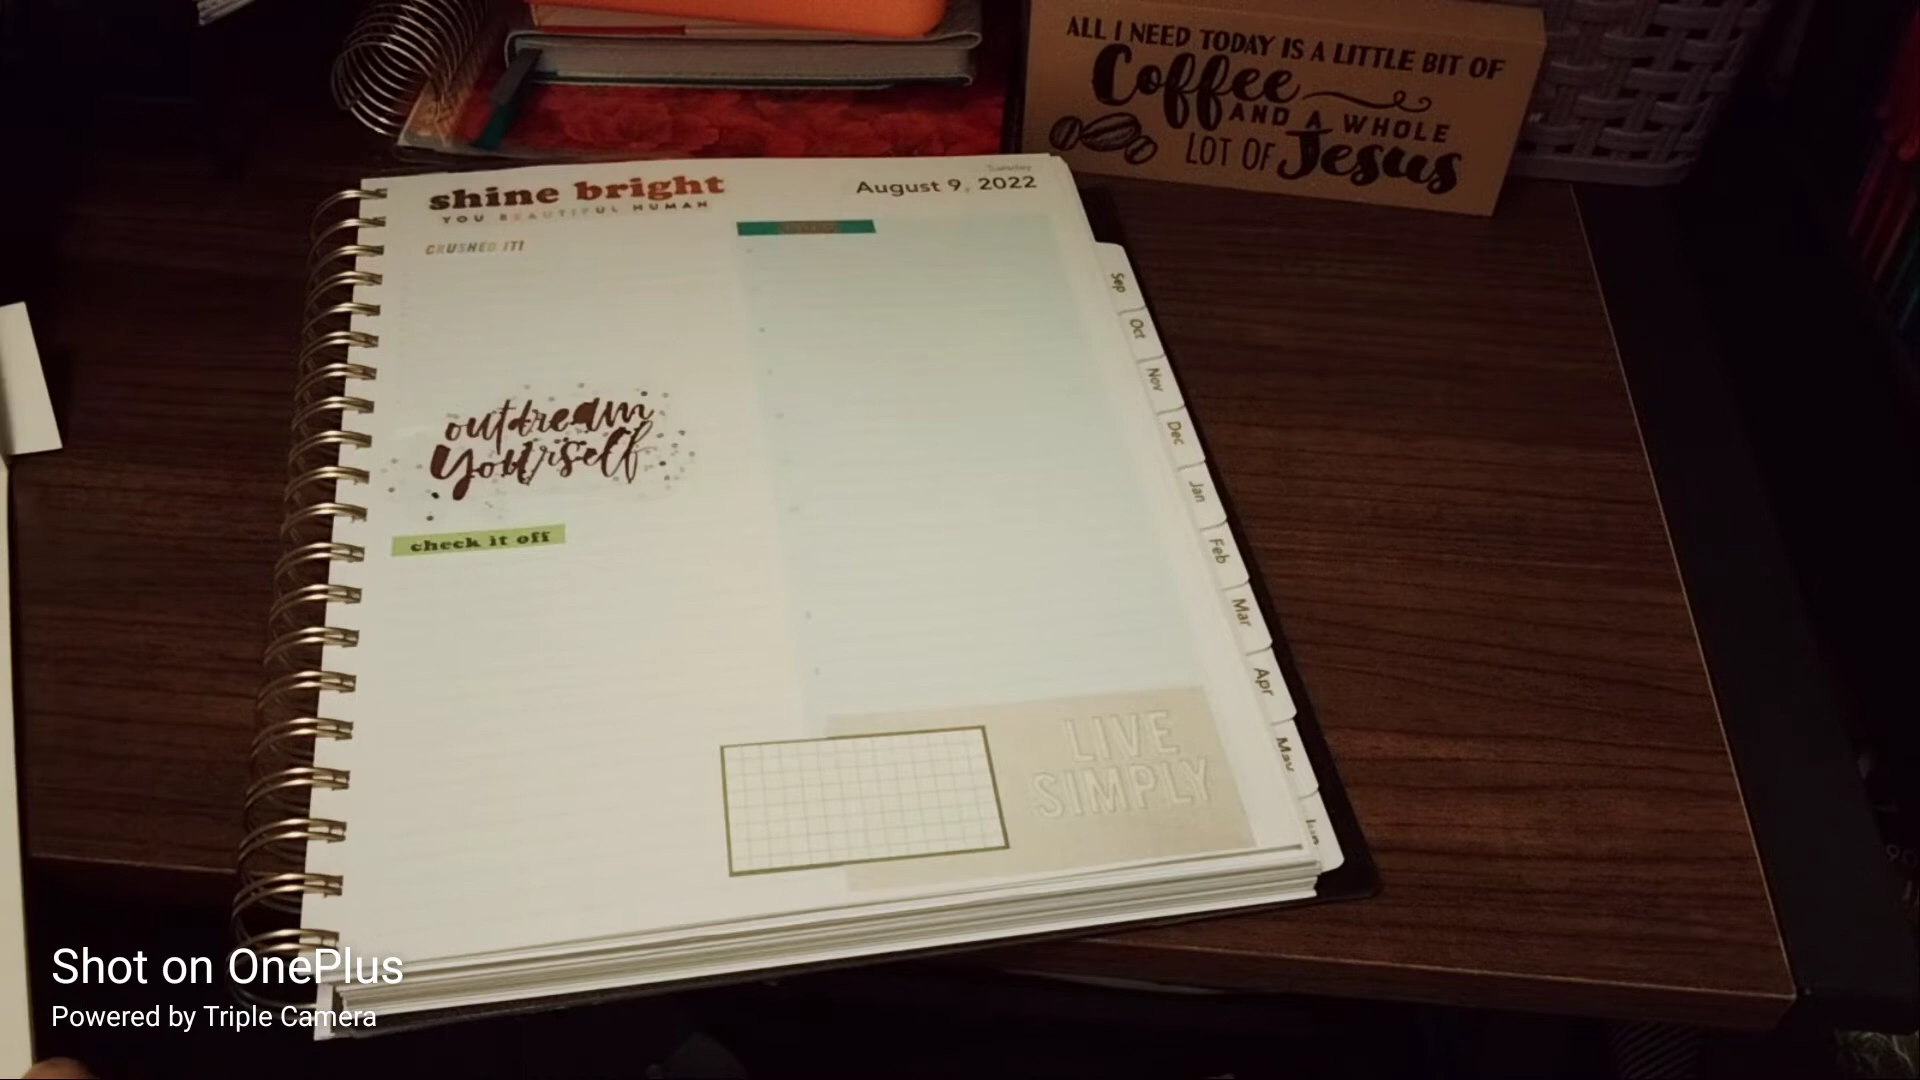 ALL I NEED TODAY IS A LITTLE BIT OF
Coffee
AND A WHOLE
LOT OF Jesus
shine bright
YOU BEAUTIFUL HUMAN
Tuesday
August 9, 2022
CRUSHED IT!
outdream
yourself
check it off
LIVE
SIMPLY
Sep
Oct
Nov
Dec
Jan
Feb
Mar
Apr
May
Jun
Shot on OnePlus
Powered by Triple Camera